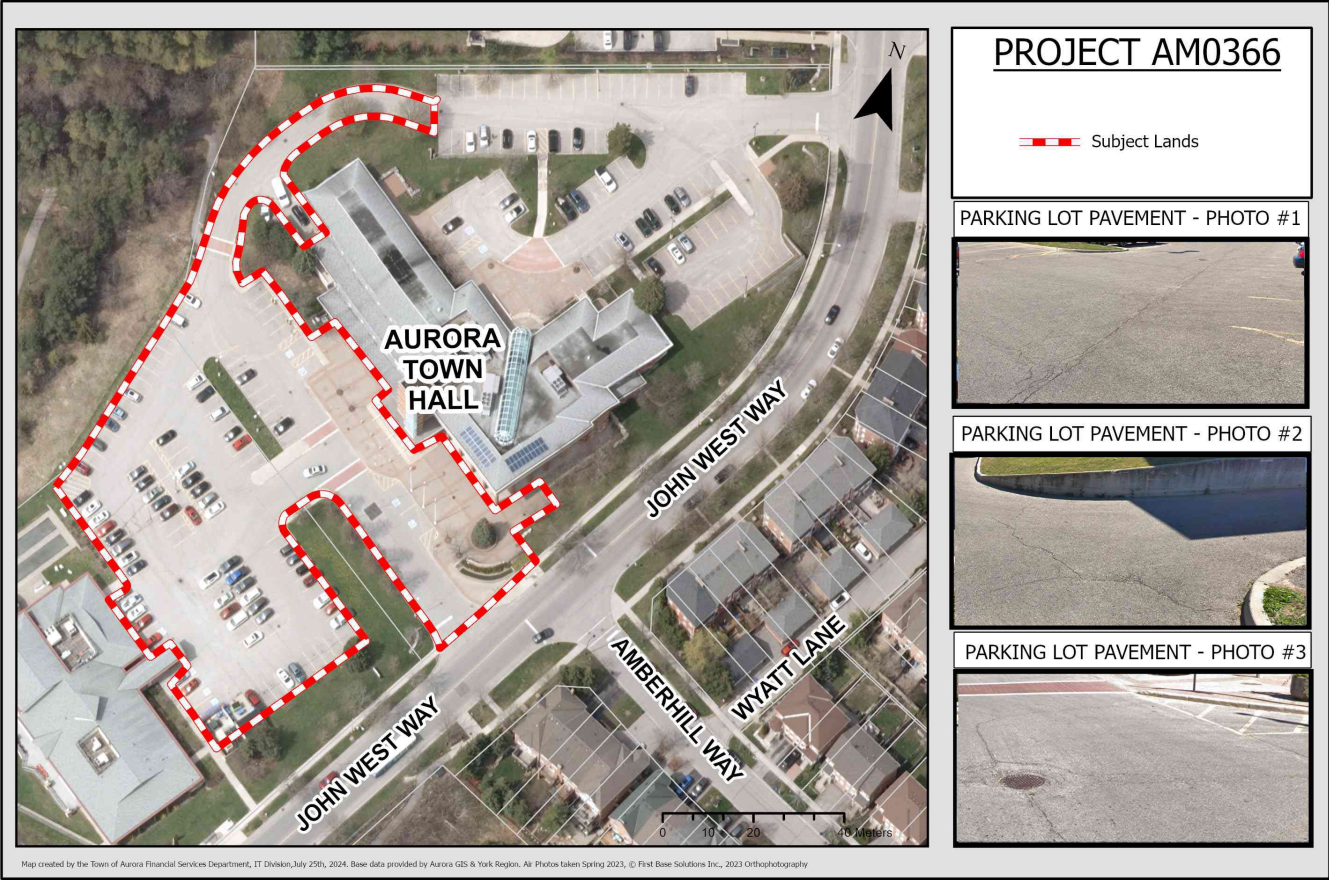 PROJECT AM0366
Subject Lands
N
PARKING LOT PAVEMENT - PHOTO #1
PARKING LOT PAVEMENT - PHOTO #2
PARKING LOT PAVEMENT - PHOTO #3
AURORA
TOWN
HALL
JOHN WEST WAY
JOHN WEST WAY
AMBERHILL WAY
WYATT LANE
0 10 20 40 Meters
Map created by the Town of Aurora Financial Services Department, IT Division,July 25th, 2024. Base data provided by Aurora GIS & York Region. Air Photos taken Spring 2023, © First Base Solutions Inc., 2023 Orthophotography